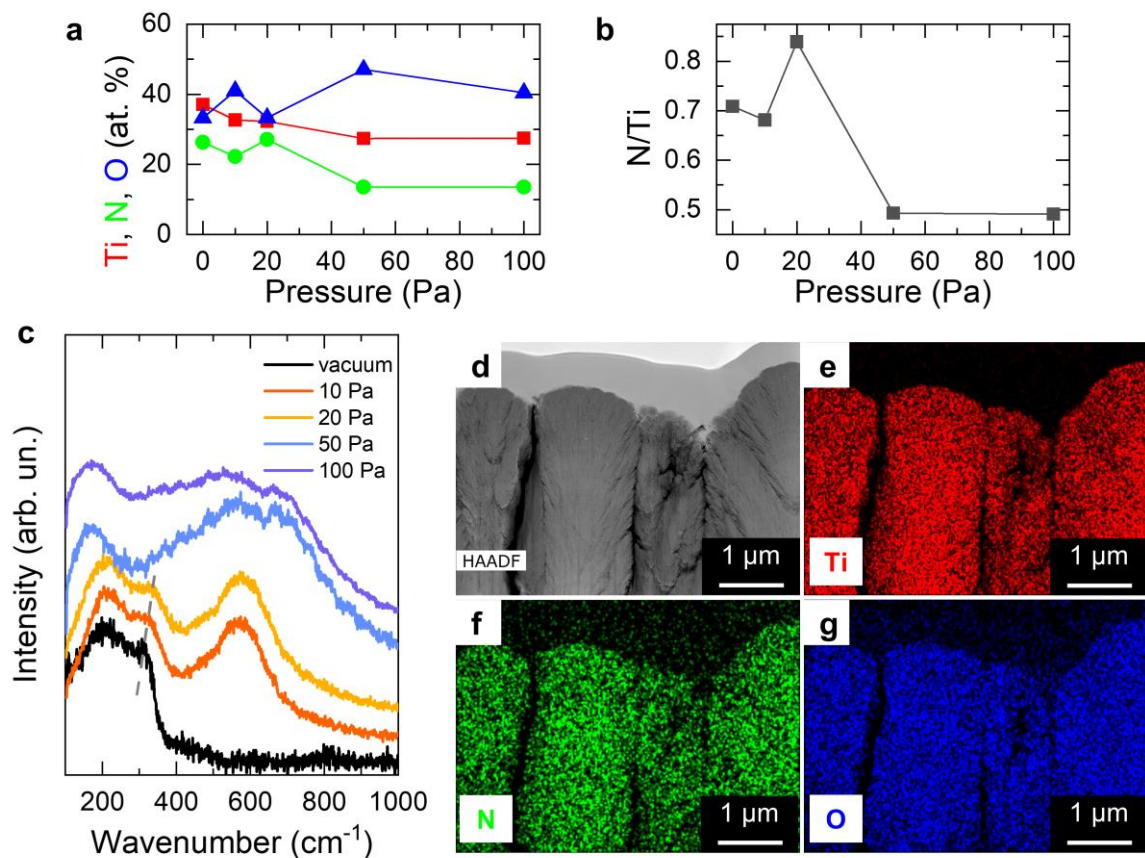 a
60
40
20
0
Ti, N, O (at. %)
0 20 40 60 80 100
Pressure (Pa)
b
0.8
0.7
0.6
0.5
N/Ti
0 20 40 60 80 100
Pressure (Pa)
c
vacuum
10 Pa
20 Pa
50 Pa
100 Pa
Intensity (arb. un.)
200 400 600 800 1000
Wavenumber (cm⁻¹)
d
HAADF
1 µm
e
Ti
1 µm
f
N
1 µm
g
O
1 µm